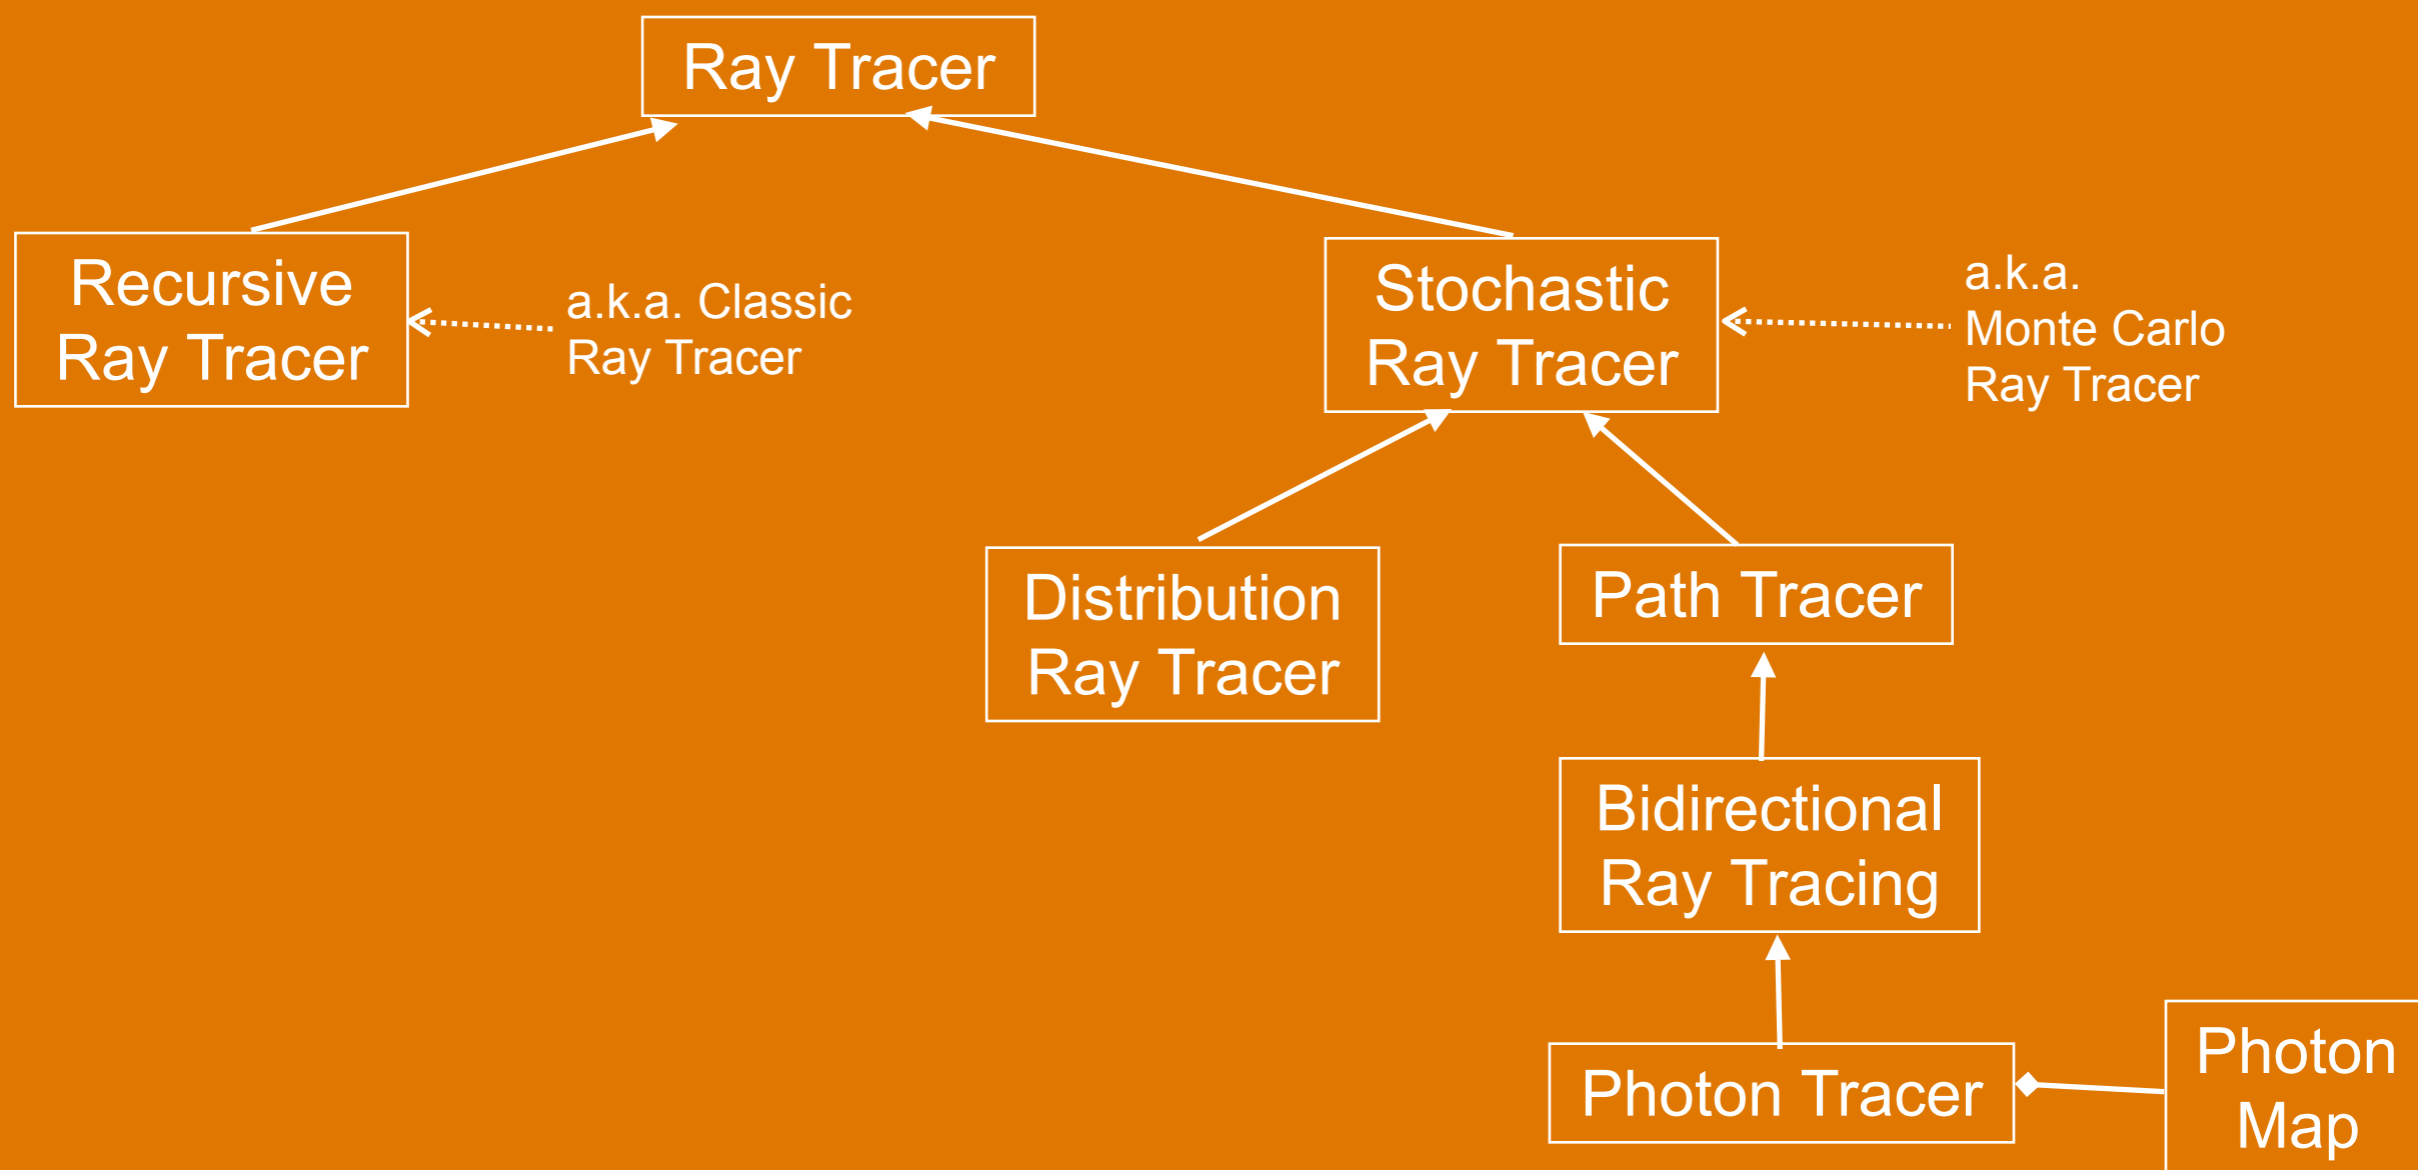 Ray Tracer
Recursive
Ray Tracer
a.k.a. Classic
Ray Tracer
Stochastic
Ray Tracer
a.k.a.
Monte Carlo
Ray Tracer
Distribution
Ray Tracer
Path Tracer
Bidirectional
Ray Tracing
Photon Tracer
Photon
Map